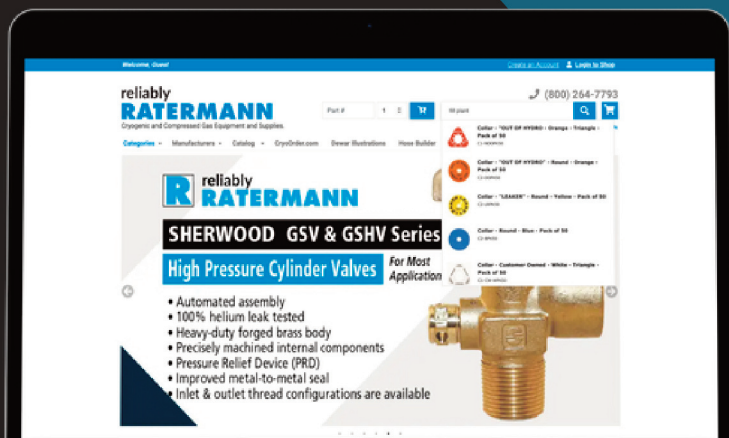 Welcome, Guest!
Create an Account Login to Shop
reliably
RATERMANN
Cryogenic and Compressed Gas Equipment and Supplies.
(800) 264-7793
Part #
1
fill plant
Categories Manufacturers Catalog CryoOrder.com Dewar Illustrations Hose Builder
Collar - "OUT OF HYDRO - Orange - Triangle -
Pack of 50
Collar - "OUT OF HYDRO" - Round - Orange -
Pack of 50
Collar - "LEAKER" - Round - Yellow - Pack of 50
Collar - Round - Blue - Pack of 50
Collar - Customer Owned - White - Triangle -
Pack of 50
R reliably
RATERMANN
SHERWOOD GSV & GSHV Series
High Pressure Cylinder Valves
For Most
Application
• Automated assembly
• 100% helium leak tested
• Heavy-duty forged brass body
• Precisely machined internal components
• Pressure Relief Device (PRD)
• Improved metal-to-metal seal
• Inlet & outlet thread configurations are available